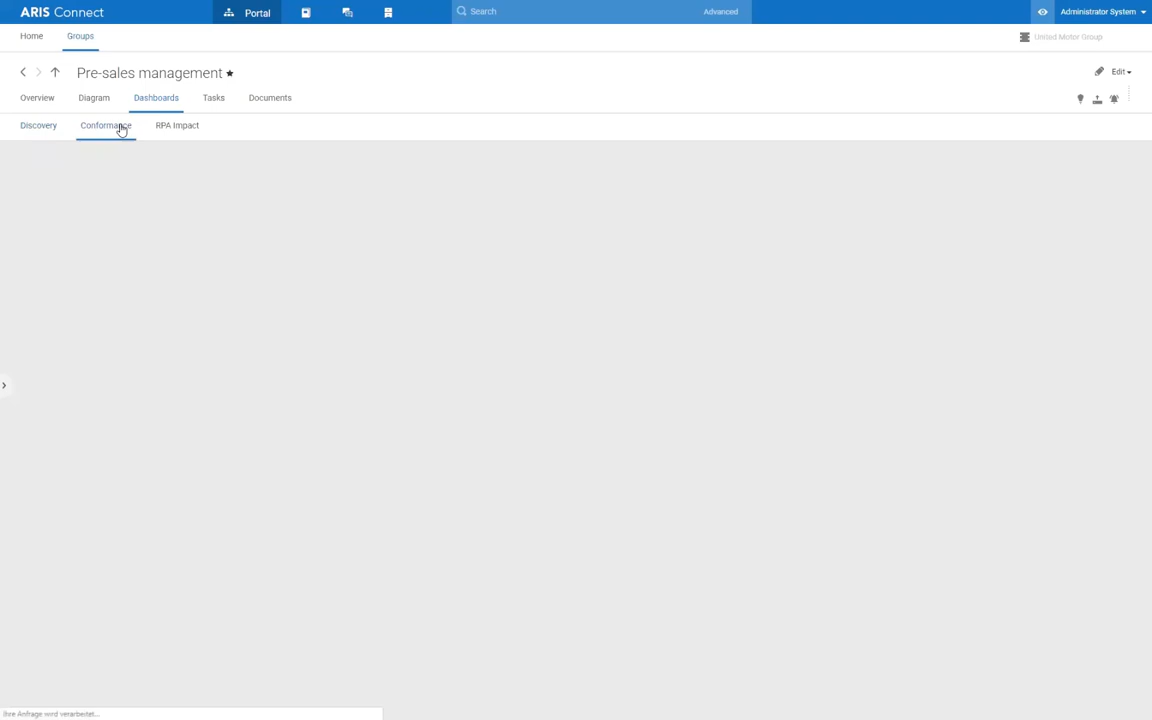 ARIS Connect
Portal
Search
Advanced
Administrator System
Home
Groups
United Motor Group
Pre-sales management
Edit
Overview
Diagram
Dashboards
Tasks
Documents
Discovery
Conformance
RPA Impact
Ihre Anfrage wird verarbeitet...